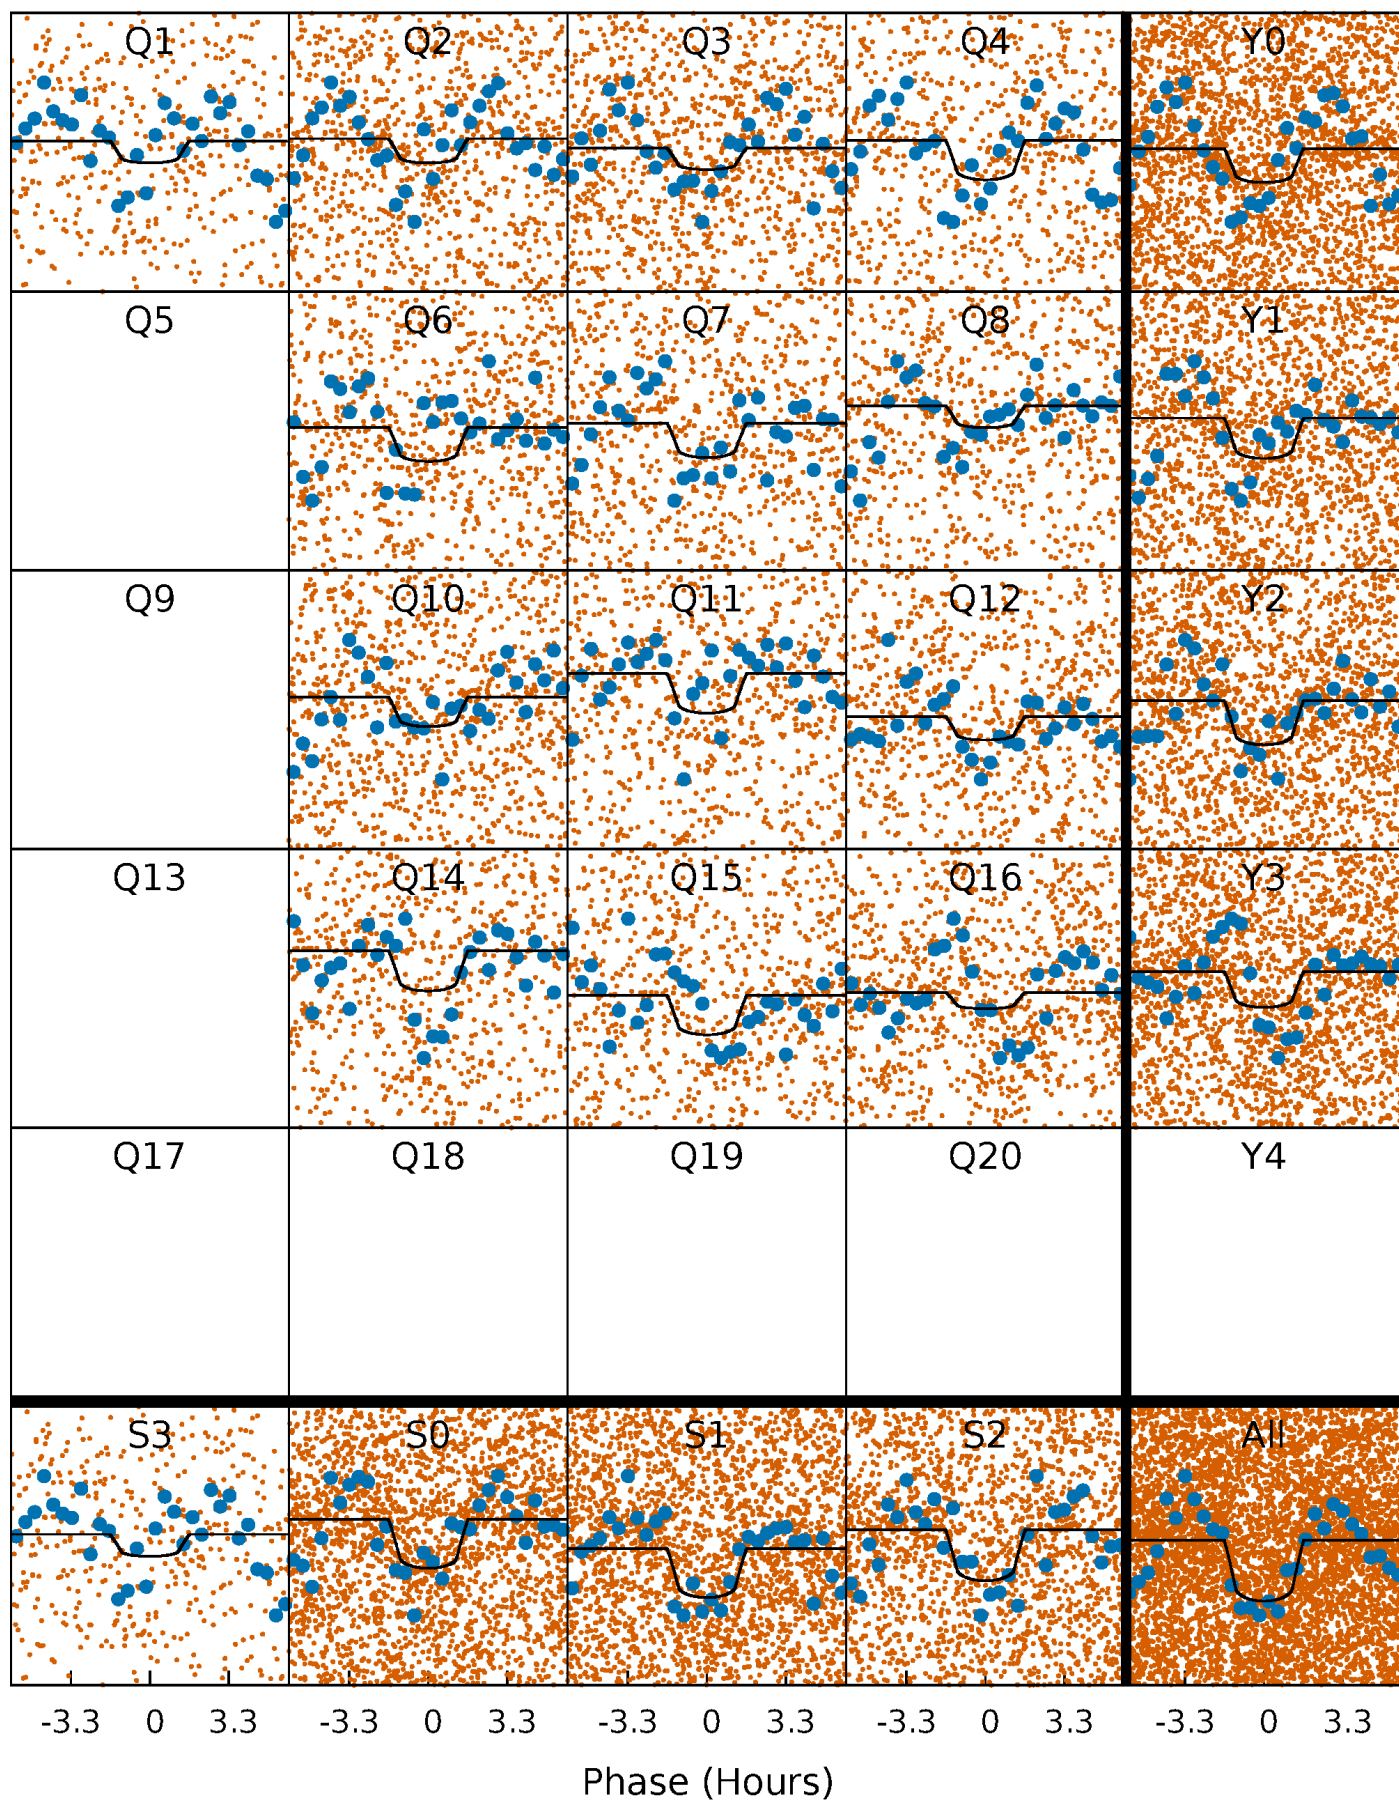 Q1 Q2 Q3 Q4 Y0
Q5 Q6 Q7 Q8 Y1
Q9 Q10 Q11 Q12 Y2
Q13 Q14 Q15 Q16 Y3
Q17 Q18 Q19 Q20 Y4
S3 S0 S1 S2 All
-3.3 0 3.3 -3.3 0 3.3 -3.3 0 3.3 -3.3 0 3.3 -3.3 0 3.3
Phase (Hours)